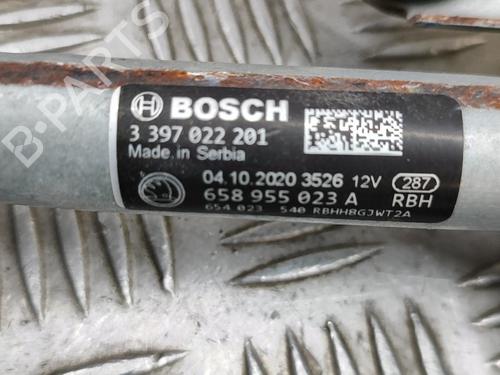 B-PARTS
BOSCH
3 397 022 201
Made in Serbia
04.10.2020 3526 12V 287
658 955 023 A RBH
654 023 540 RBHH8GJWT2A